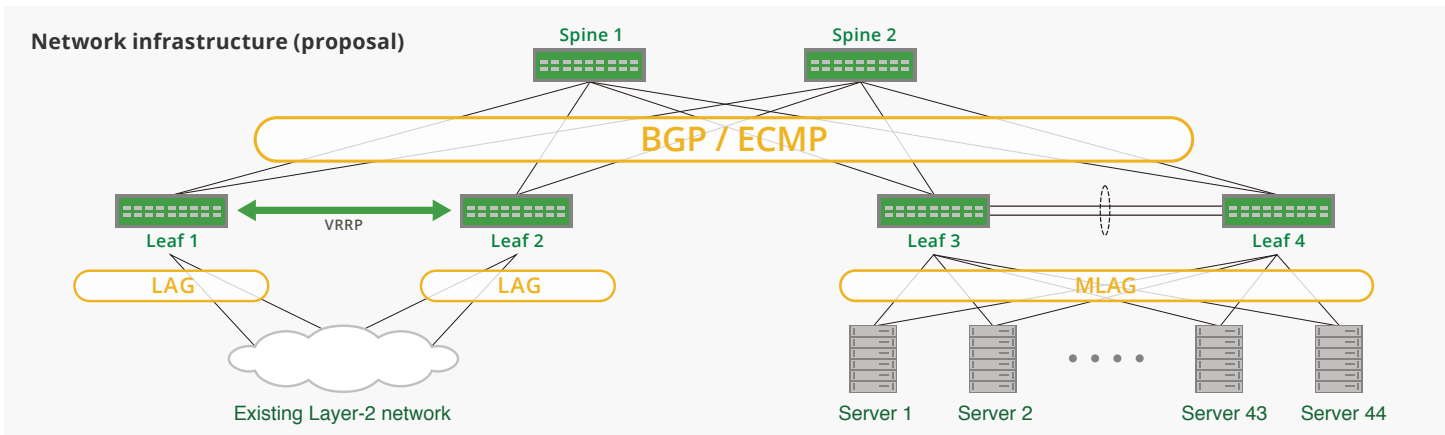 Network infrastructure (proposal)
Spine 1
Spine 2
BGP / ECMP
VRRP
Leaf 1
Leaf 2
Leaf 3
Leaf 4
LAG
LAG
MLAG
Existing Layer-2 network
Server 1
Server 2
Server 43
Server 44